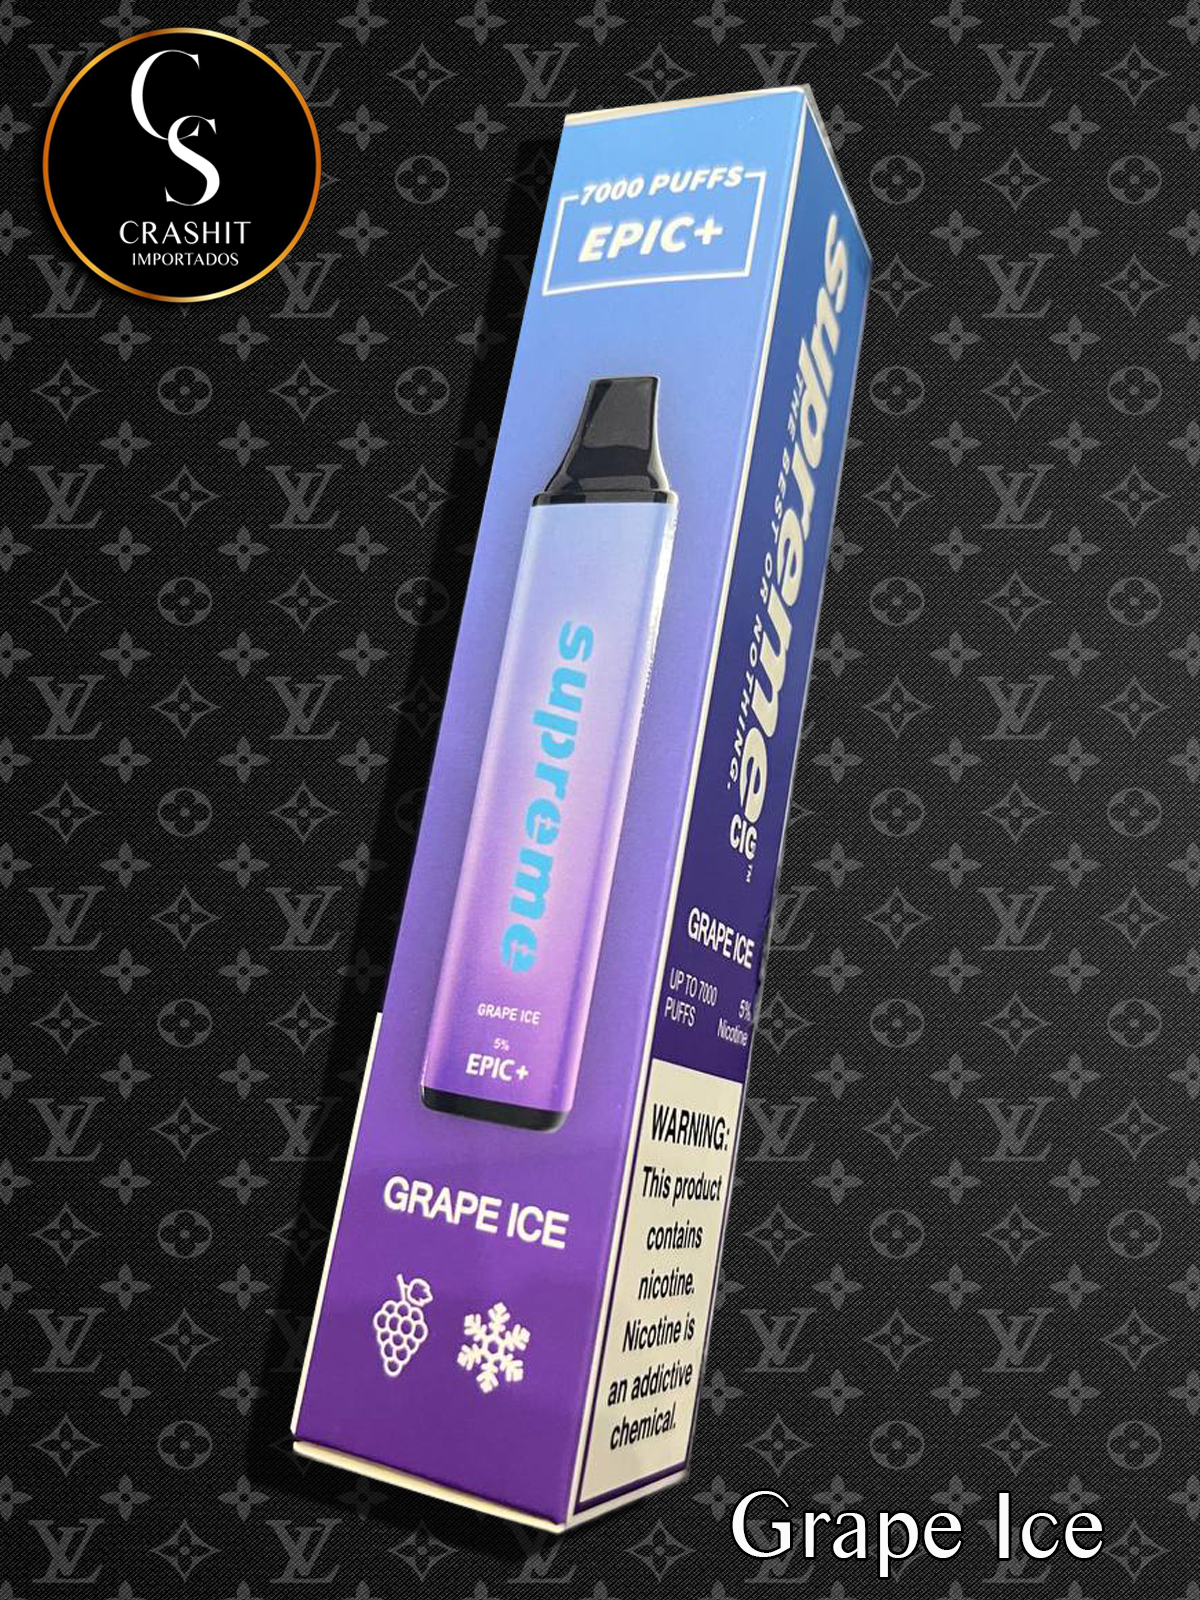 CS
CRASHIT
IMPORTADOS
7000 PUFFS
EPIC+
supreme
GRAPE ICE
5%
EPIC+
GRAPE ICE
supreme CIG™
THE BEST OR NOTHING.
GRAPE ICE
UP TO 7000 5%
PUFFS Nicotine
WARNING:
This product
contains
nicotine.
Nicotine is
an addictive
chemical.
Grape Ice